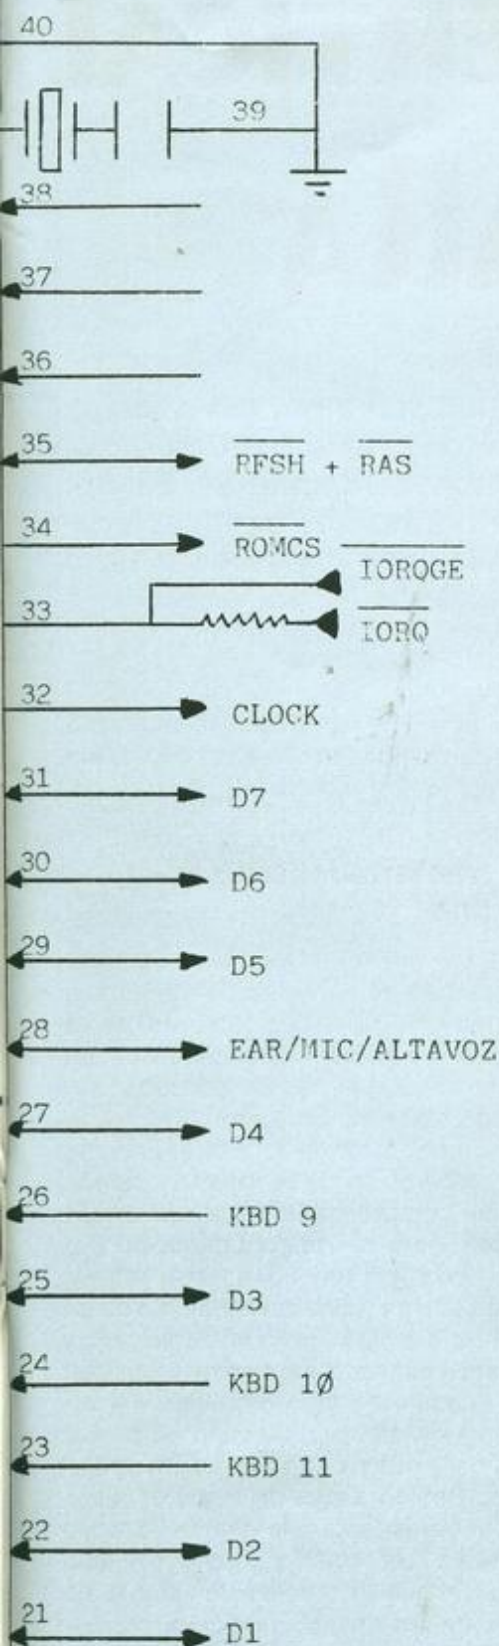 40
39
38
37
36
35 RFSH + RAS
34 ROMCS
IORQGE
33 IORQ
32 CLOCK
31 D7
30 D6
29 D5
28 EAR/MIC/ALTAVOZ
27 D4
26 KBD 9
25 D3
24 KBD 1Ø
23 KBD 11
22 D2
21 D1